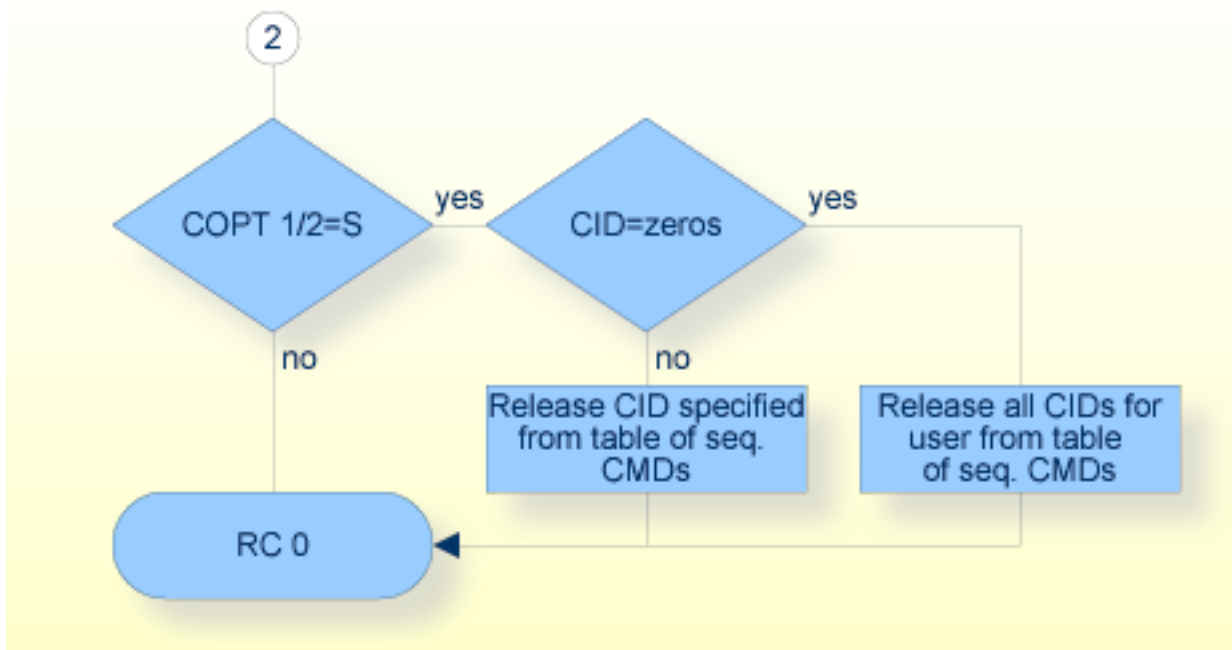 2
COPT 1/2=S
yes
CID=zeros
yes
no
no
Release CID specified
from table of seq.
CMDs
Release all CIDs for
user from table
of seq. CMDs
RC 0